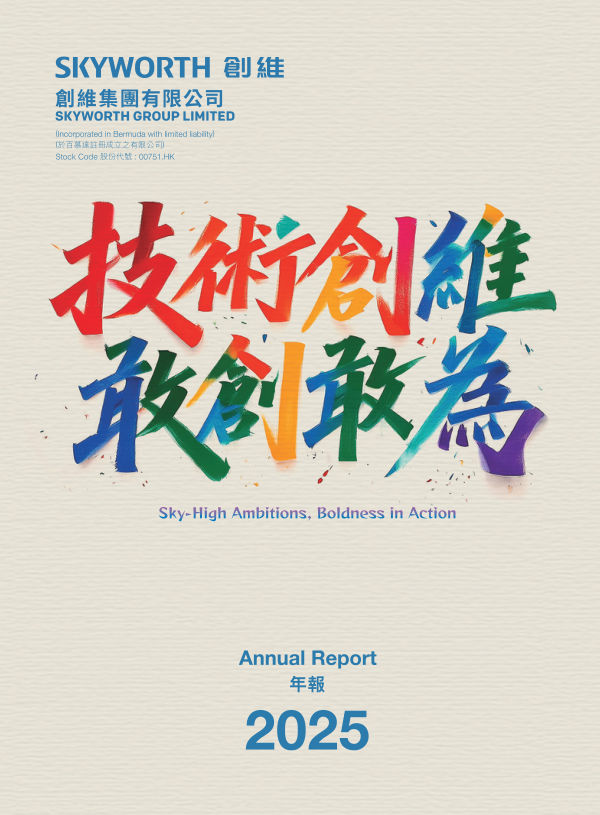 SKYWORTH 創維
創維集團有限公司
SKYWORTH GROUP LIMITED
(Incorporated in Bermuda with limited liability)
(於百慕達註冊成立之有限公司)
Stock Code 股份代號 : 00751.HK
技術創維
敢創敢為
Sky-High Ambitions, Boldness in Action
Annual Report
年報
2025